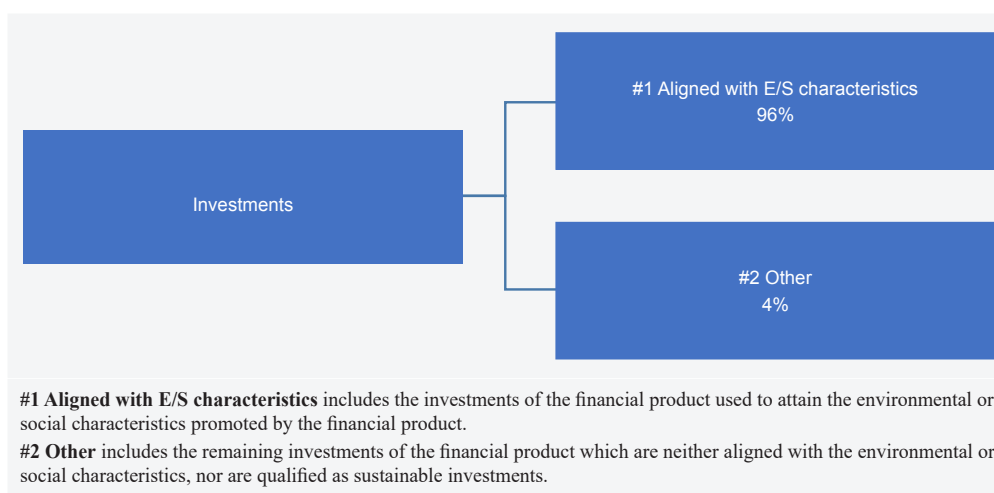 #1 Aligned with E/S characteristics
96%
Investments
#2 Other
4%
#1 Aligned with E/S characteristics includes the investments of the financial product used to attain the environmental or
social characteristics promoted by the financial product.
#2 Other includes the remaining investments of the financial product which are neither aligned with the environmental or
social characteristics, nor are qualified as sustainable investments.